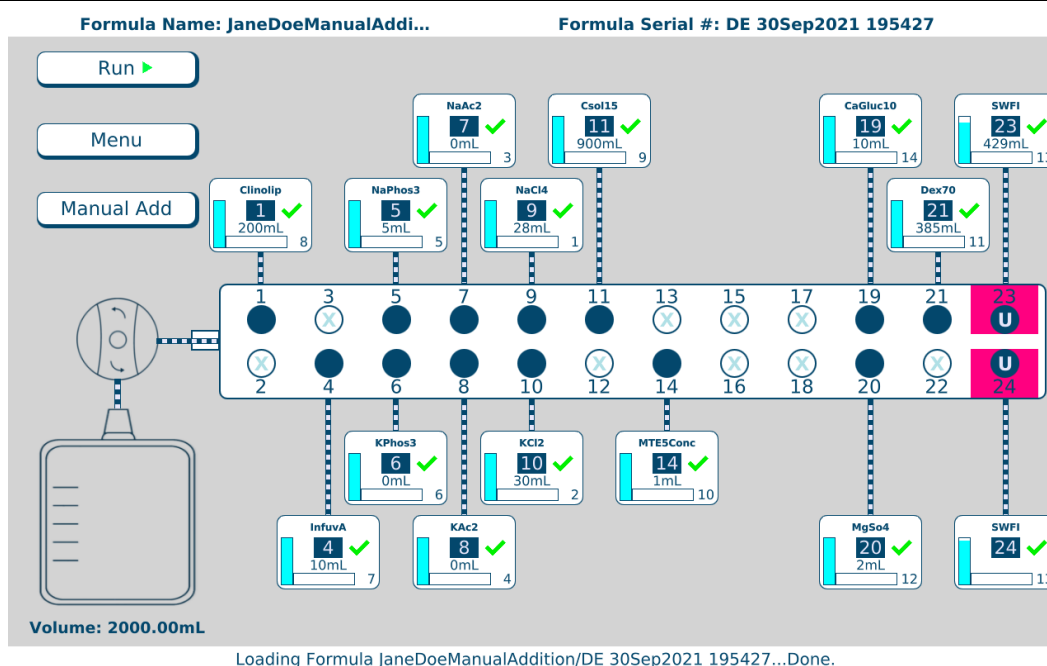 Formula Name: JaneDoeManualAddi... Formula Serial #: DE 30Sep2021 195427
Run
Menu
Manual Add
NaAc2
7
0mL
3
Csol15
11
900mL
9
CaGluc10
19
10mL
14
SWFI
23
429mL
Clinolip
1
200mL
8
NaPhos3
5
5mL
5
NaCl4
9
28mL
1
Dex70
21
385mL
11
1 3 5 7 9 11 13 15 17 19 21 23
X X X X U
X X X X X U
2 4 6 8 10 12 14 16 18 20 22 24
KPhos3
6
0mL
6
KCl2
10
30mL
2
MTE5Conc
14
1mL
10
InfuvA
4
10mL
7
KAc2
8
0mL
4
MgSo4
20
2mL
12
SWFI
24
Volume: 2000.00mL
Loading Formula JaneDoeManualAddition/DE 30Sep2021 195427...Done.